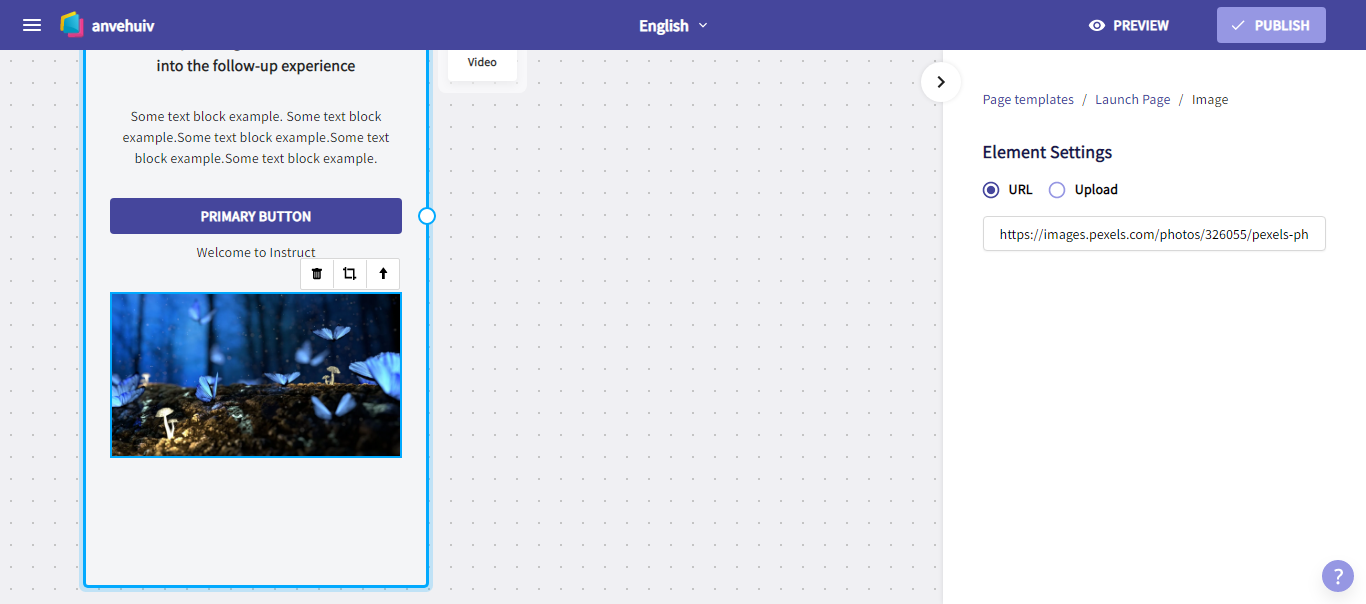 anvehuiv
English
PREVIEW
PUBLISH
into the follow-up experience
Some text block example. Some text block
example.Some text block example.Some text
block example.Some text block example.
PRIMARY BUTTON
Welcome to Instruct
Video
Page templates / Launch Page / Image
Element Settings
URL Upload
https://images.pexels.com/photos/326055/pexels-ph
?